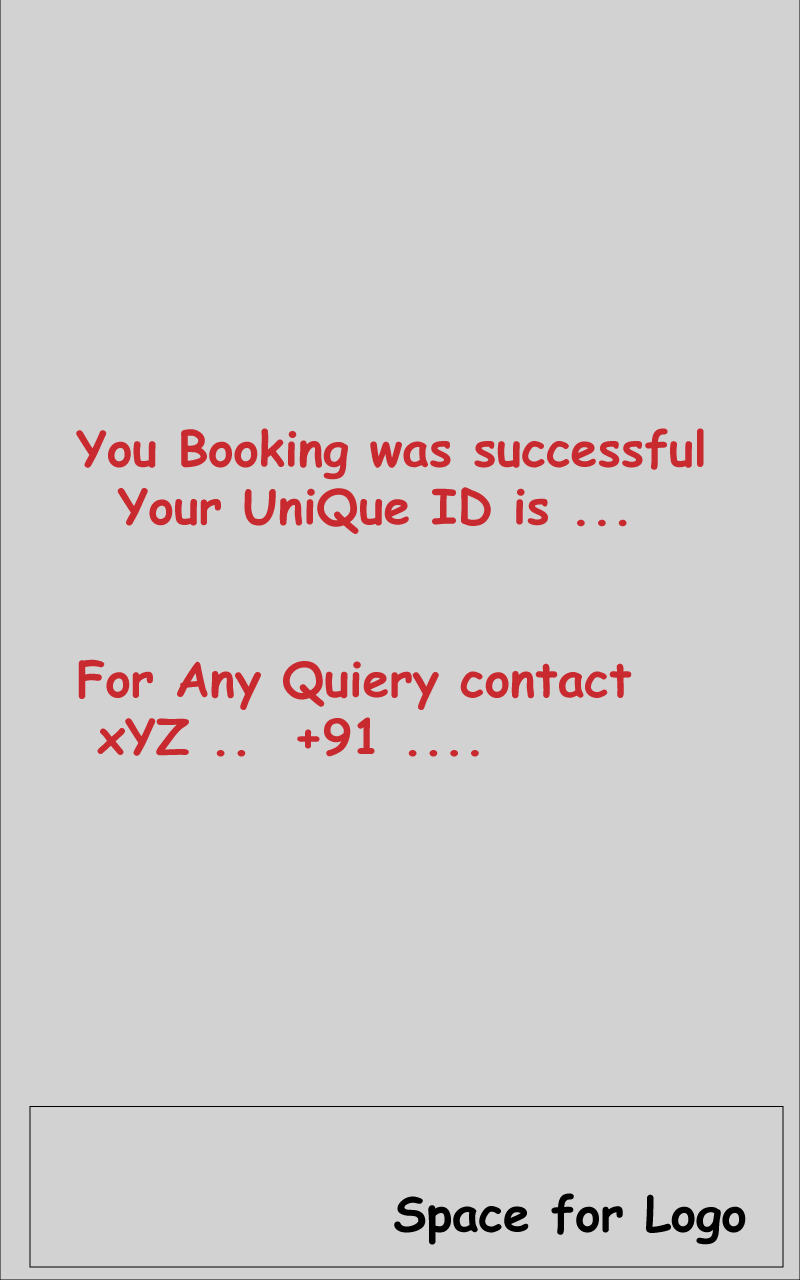 You Booking was successful
Your UniQue ID is ...
For Any Quiery contact
xYZ .. +91 ....
Space for Logo